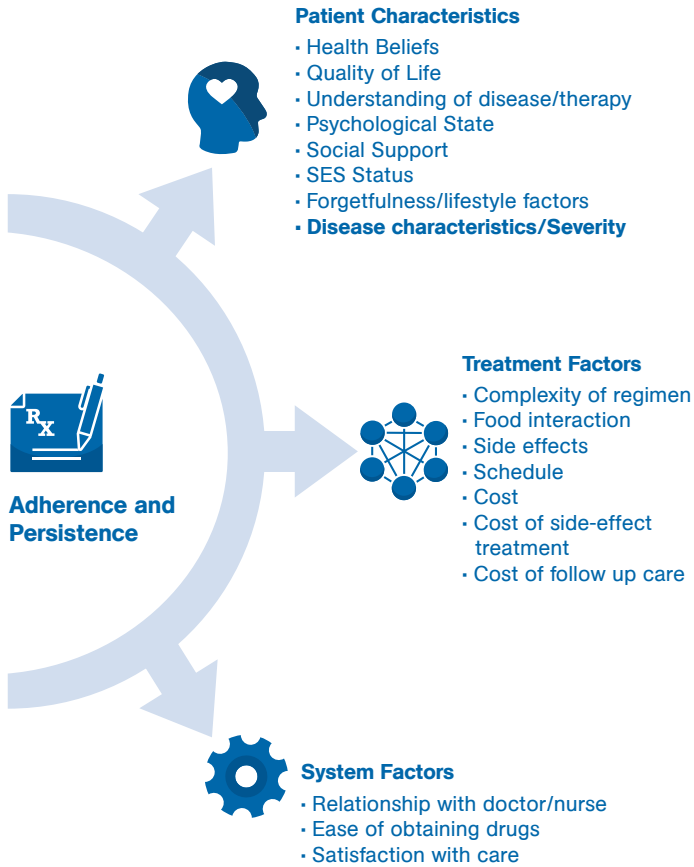 Patient Characteristics
· Health Beliefs
· Quality of Life
· Understanding of disease/therapy
· Psychological State
· Social Support
· SES Status
· Forgetfulness/lifestyle factors
· Disease characteristics/Severity
Rx
Adherence and
Persistence
Treatment Factors
· Complexity of regimen
· Food interaction
· Side effects
· Schedule
· Cost
· Cost of side-effect
treatment
· Cost of follow up care
System Factors
· Relationship with doctor/nurse
· Ease of obtaining drugs
· Satisfaction with care